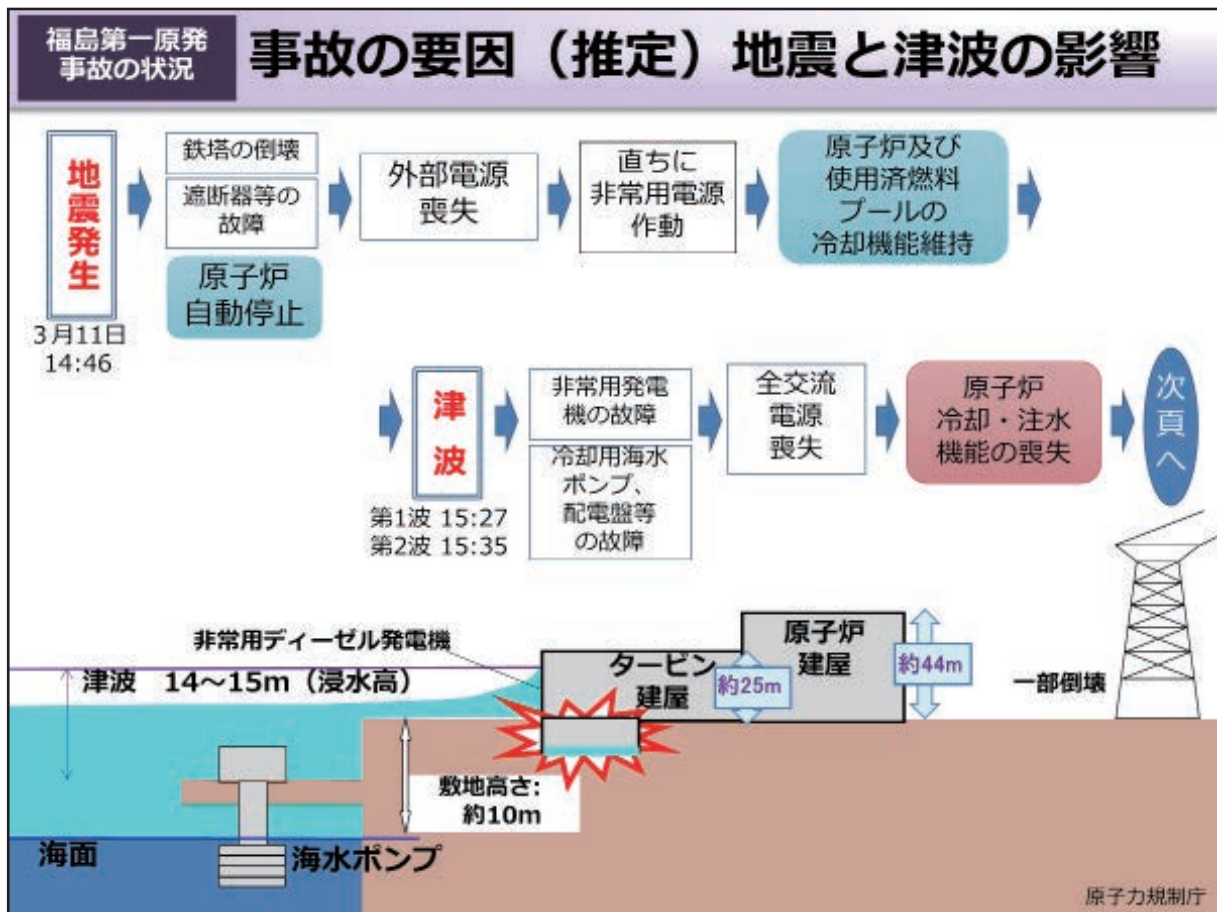 福島第一原発
事故の状況
事故の要因（推定）地震と津波の影響
地震発生
3月11日
14:46
鉄塔の倒壊
遮断器等の
故障
原子炉
自動停止
外部電源
喪失
直ちに
非常用電源
作動
原子炉及び
使用済燃料
プールの
冷却機能維持
津波
第1波 15:27
第2波 15:35
非常用発電
機の故障
冷却用海水
ポンプ、
配電盤等
の故障
全交流
電源
喪失
原子炉
冷却・注水
機能の喪失
次頁へ
非常用ディーゼル発電機
津波　14～15m（浸水高）
タービン
建屋
約25m
原子炉
建屋
約44m
一部倒壊
敷地高さ:
約10m
海面
海水ポンプ
原子力規制庁